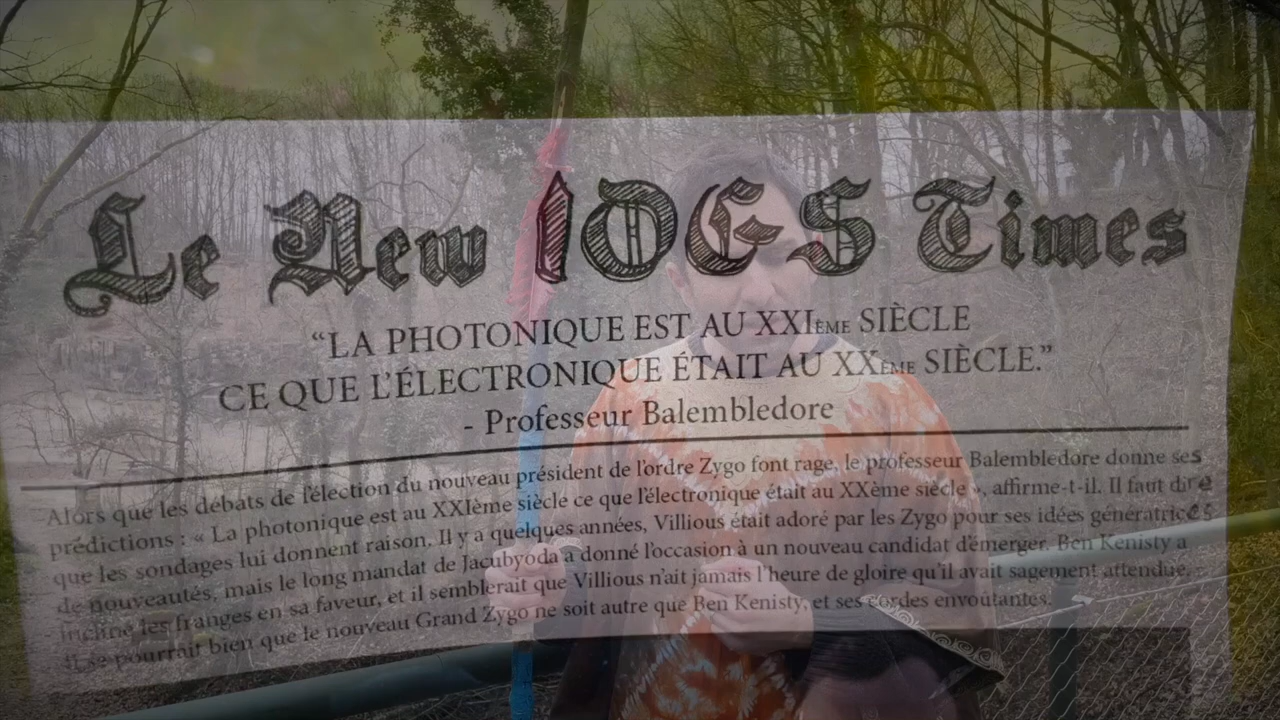 Le New IOGS Times
“LA PHOTONIQUE EST AU XXIÈME SIÈCLE
CE QUE L’ÉLECTRONIQUE ÉTAIT AU XXÈME SIÈCLE.”
- Professeur Balembledore
Alors que les débats de l’élection du nouveau président de l’ordre Zygo font rage, le professeur Balembledore donne ses
prédictions : « La photonique est au XXIème siècle ce que l’électronique était au XXème siècle », affirme-t-il. Il faut dire
que les sondages lui donnent raison. Il y a quelques années, Villious était adoré par les Zygo pour ses idées génératrices
de nouveautés, mais le long mandat de Jacubyoda a donné l’occasion à un nouveau candidat d’émerger. Ben Kenisty a
incliné les franges en sa faveur, et il semblerait que Villious n’ait jamais l’heure de gloire qu’il avait sagement attendue.
Il se pourrait bien que le nouveau Grand Zygo ne soit autre que Ben Kenisty, et ses cordes envoûtantes.